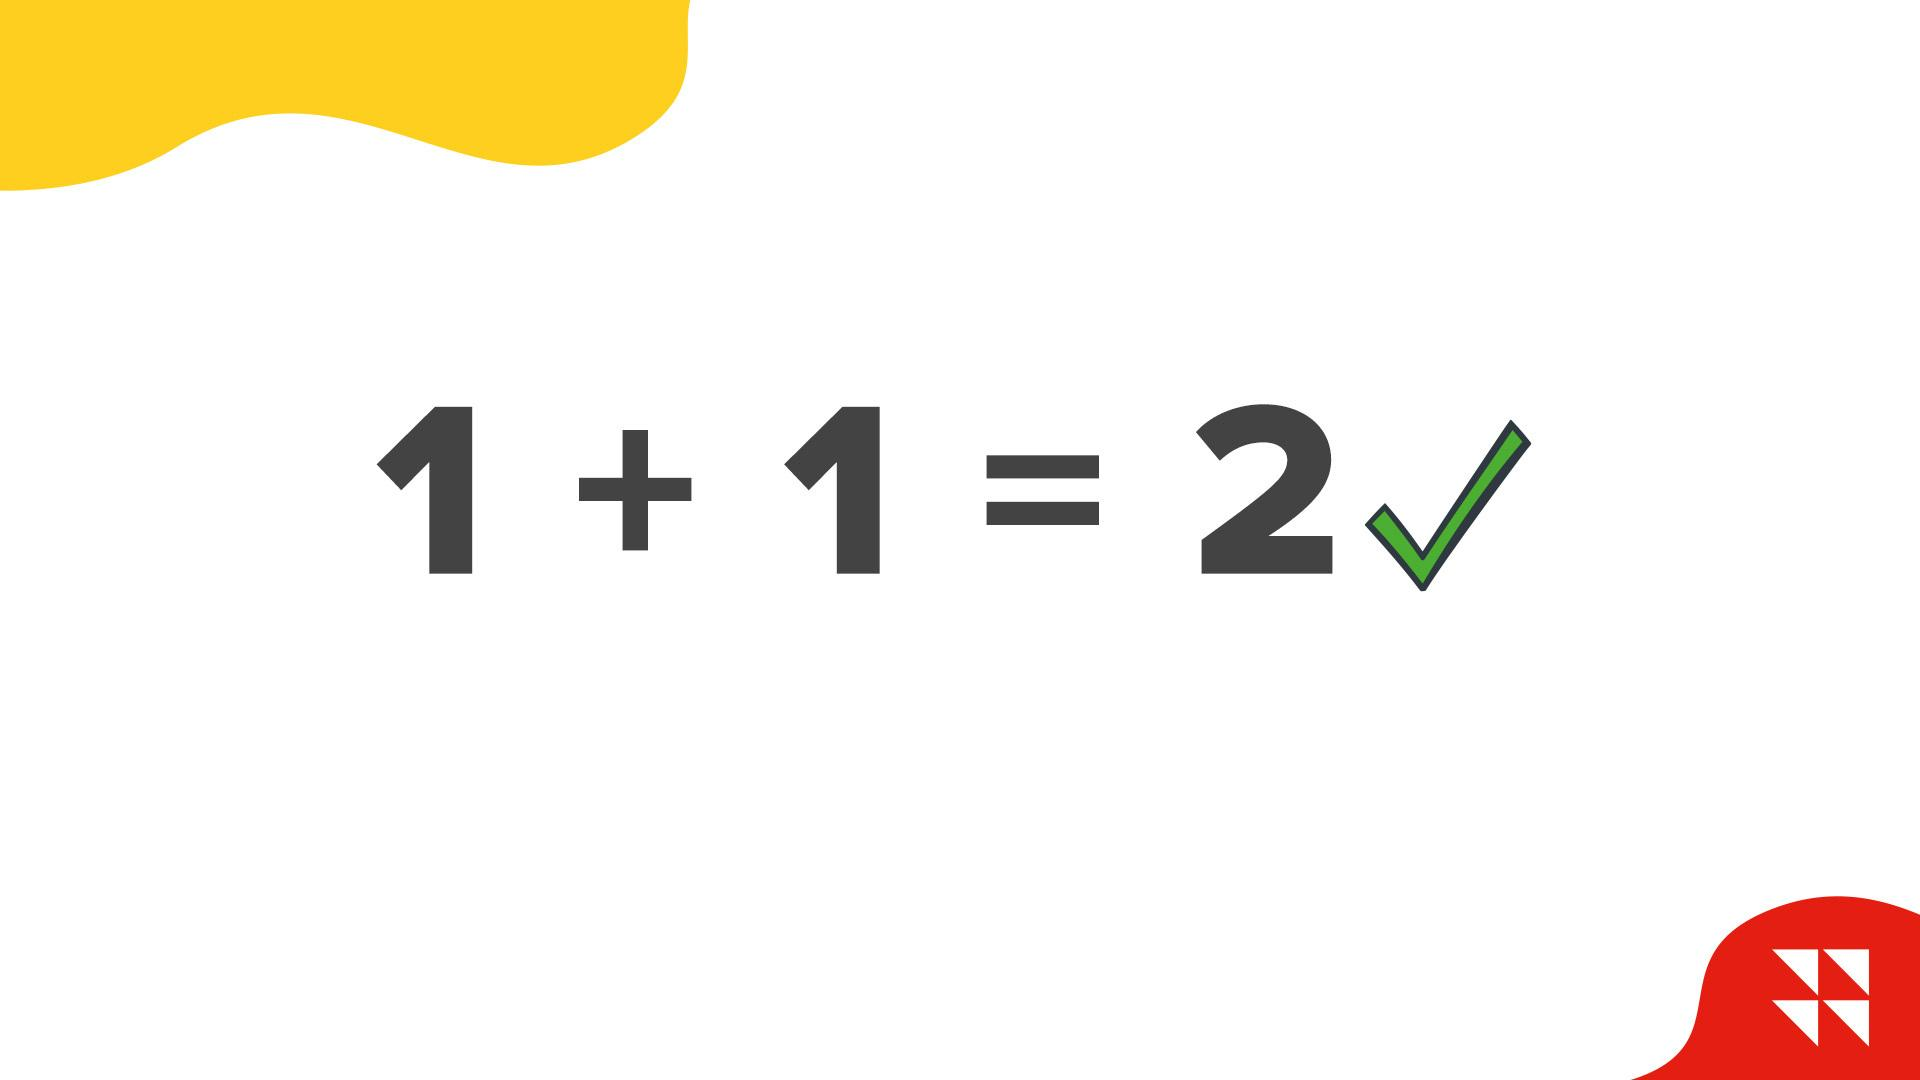 1 + 1 = 2✓